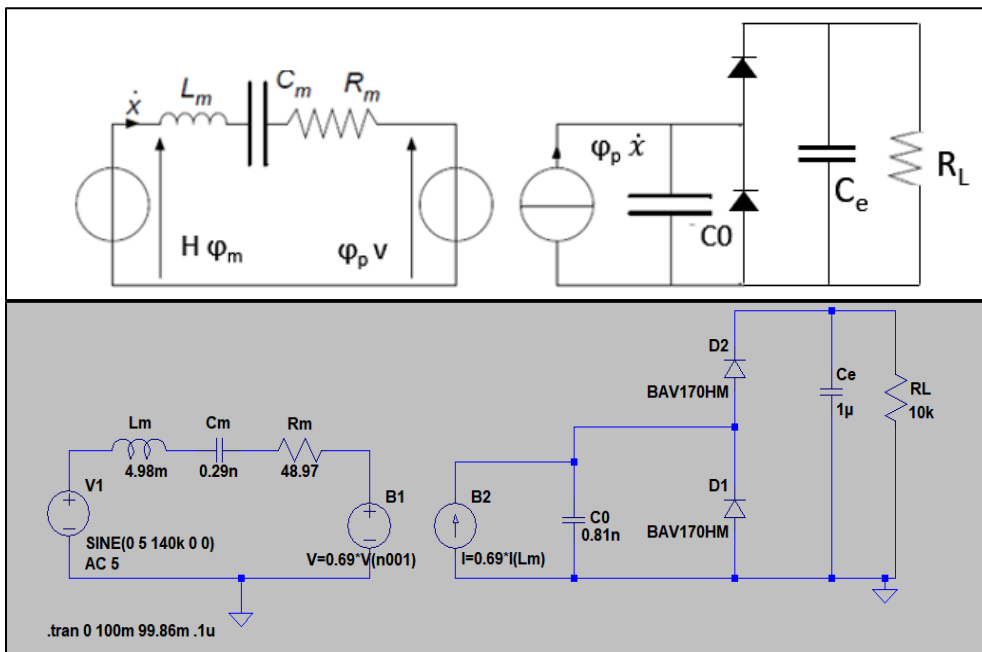 Lm Cm Rm
ẋ
H φm
φp v
φp ẋ
C0
Ce
RL
D2
BAV170HM
Ce
1µ
RL
10k
Lm
4.98m
Cm
0.29n
Rm
48.97
V1
SINE(0 5 140k 0 0)
AC 5
B1
V=0.69*V(n001)
B2
I=0.69*I(Lm)
C0
0.81n
D1
BAV170HM
.tran 0 100m 99.86m .1u